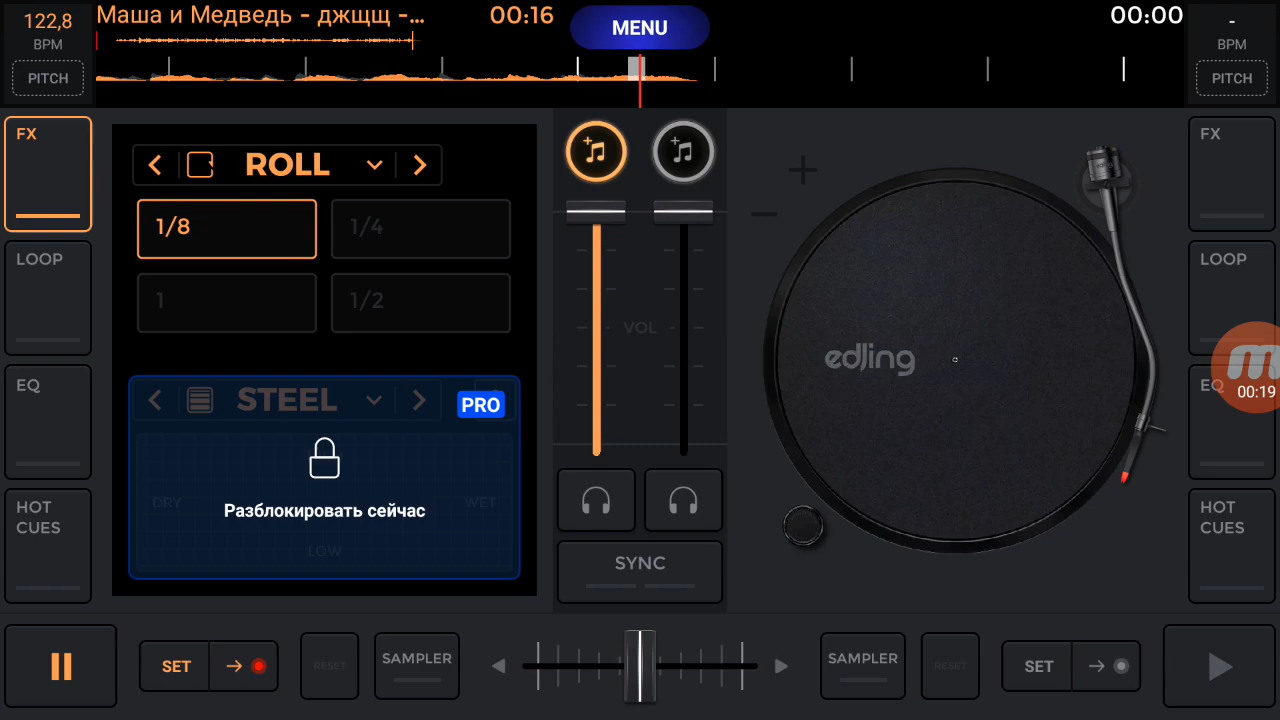 122,8
BPM
PITCH
Маша и Медведь - джщщ -...
00:16
MENU
00:00
-
BPM
PITCH
FX
LOOP
EQ
HOT
CUES
ROLL
1/8
1/4
1
1/2
STEEL
PRO
DRY
WET
Разблокировать сейчас
LOW
VOL
SYNC
edjing
FX
LOOP
EQ
00:19
HOT
CUES
SET
RESET
SAMPLER
SAMPLER
RESET
SET